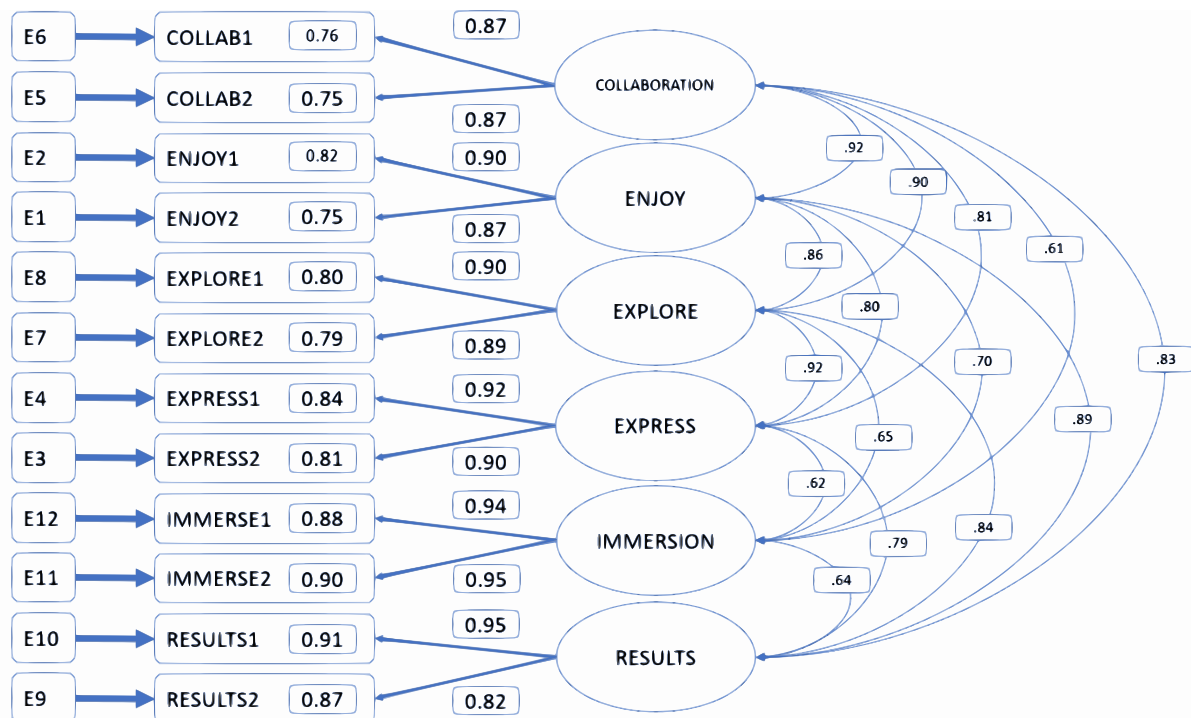 E6 COLLAB1 0.76 0.87
COLLABORATION
E5 COLLAB2 0.75 0.87
E2 ENJOY1 0.82 0.90
ENJOY
E1 ENJOY2 0.75 0.87
E8 EXPLORE1 0.80 0.90
EXPLORE
E7 EXPLORE2 0.79 0.89
E4 EXPRESS1 0.84 0.92
EXPRESS
E3 EXPRESS2 0.81 0.90
E12 IMMERSE1 0.88 0.94
IMMERSION
E11 IMMERSE2 0.90 0.95
E10 RESULTS1 0.91 0.95
RESULTS
E9 RESULTS2 0.87 0.82
.92
.90
.81
.61
.86
.80
.83
.92
.70
.89
.65
.62
.84
.79
.64